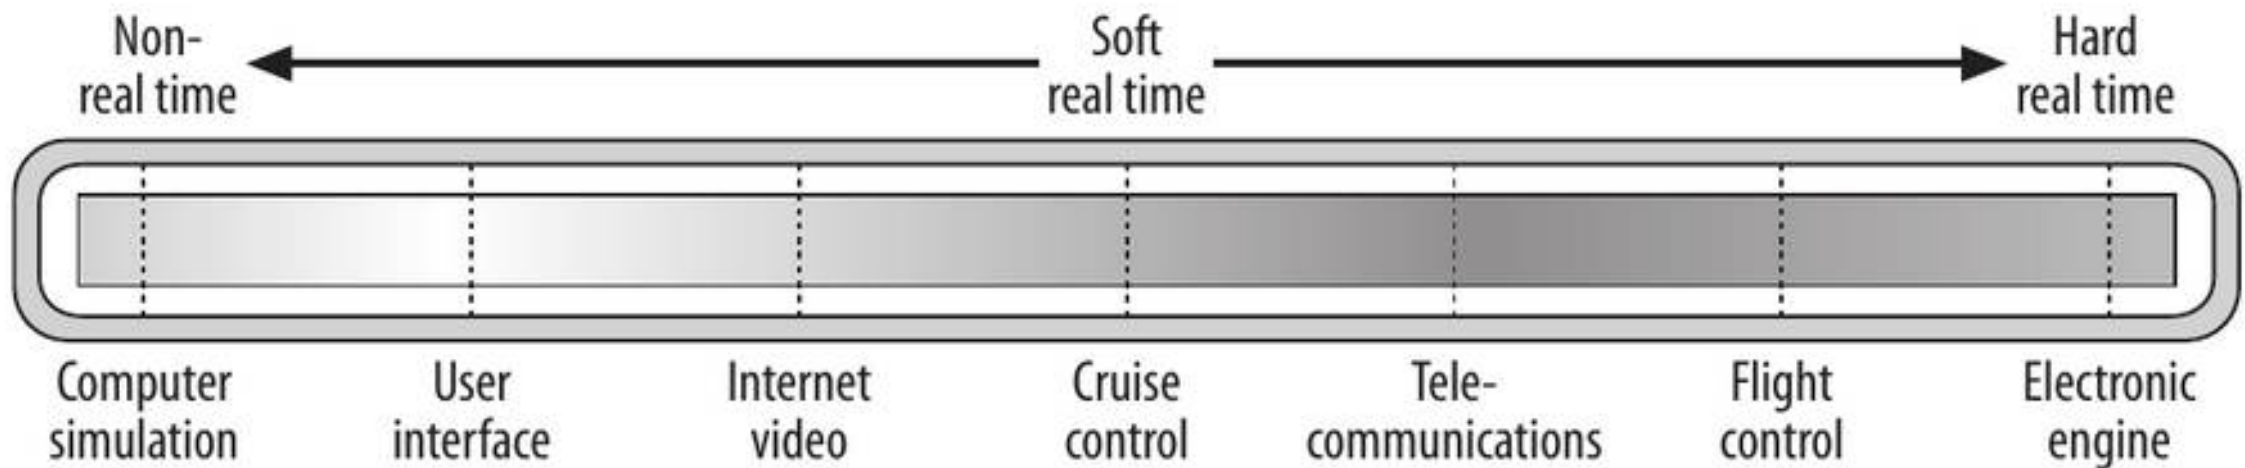 Non-
real time
Soft
real time
Hard
real time
Computer
simulation
User
interface
Internet
video
Cruise
control
Tele-
communications
Flight
control
Electronic
engine